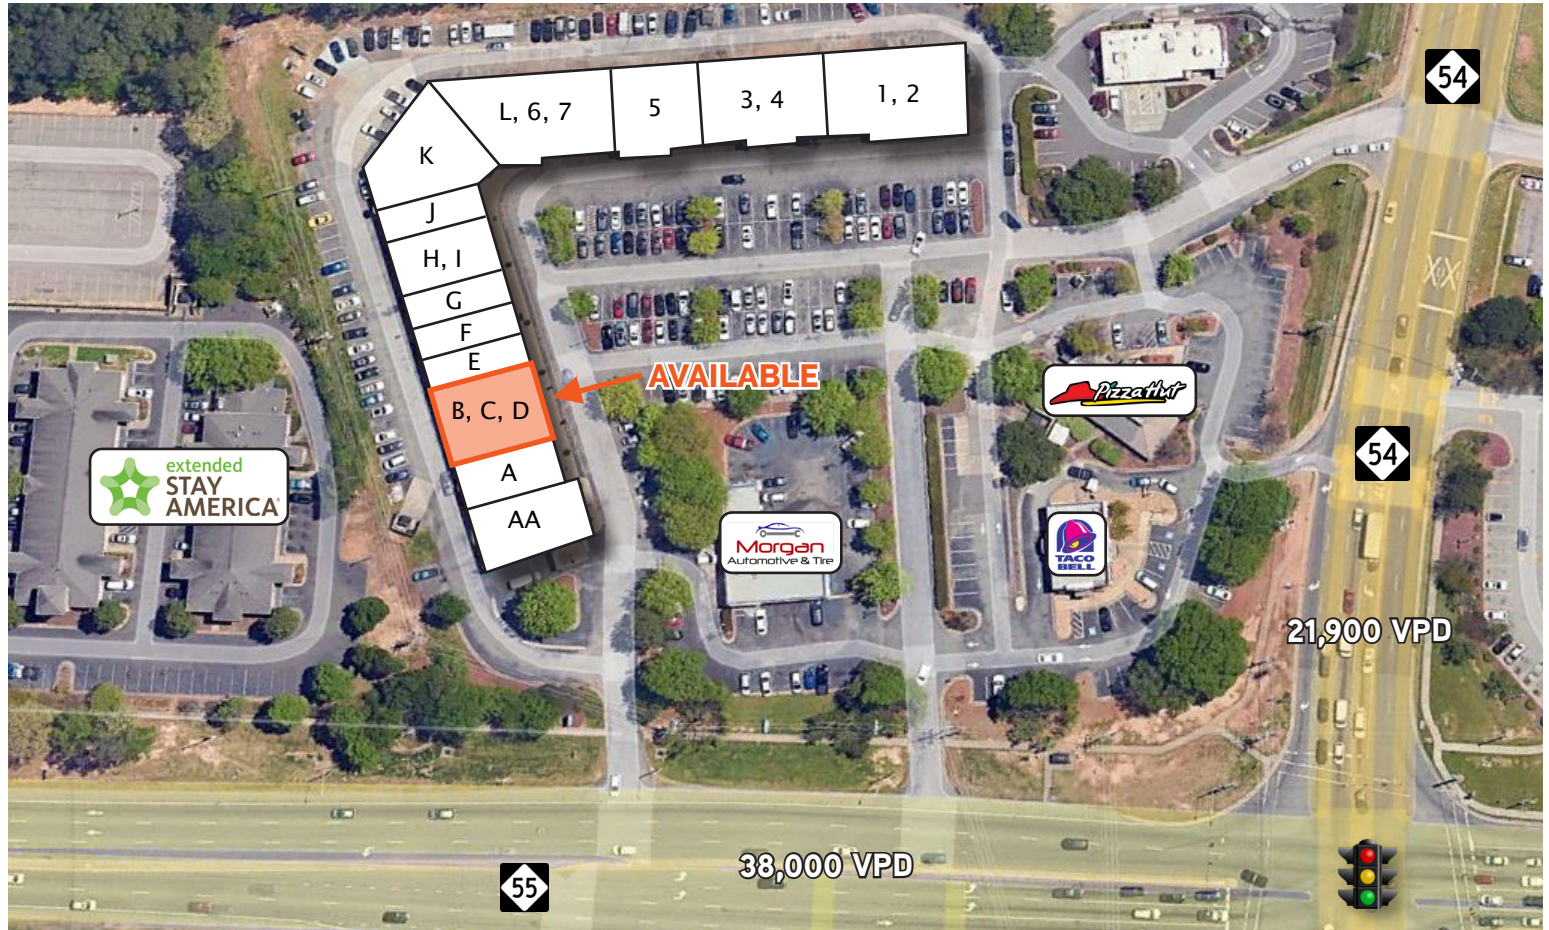 54
1, 2
3, 4
5
L, 6, 7
K
J
H, I
G
F
E
AVAILABLE
B, C, D
Pizza Hut
54
extended
STAY
AMERICA
A
AA
Morgan
Automotive & Tire
TACO
BELL
21,900 VPD
38,000 VPD
55